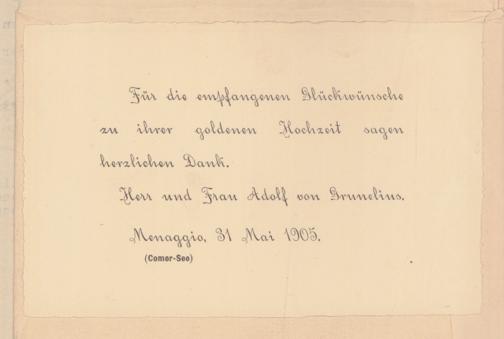 Für die empfangenen Glückwünsche
zu ihrer goldenen Hochzeit sagen
herzlichen Dank.
Herr und Frau Adolf von Grunelius.
Menaggio, 31 Mai 1905.
(Comer-See)